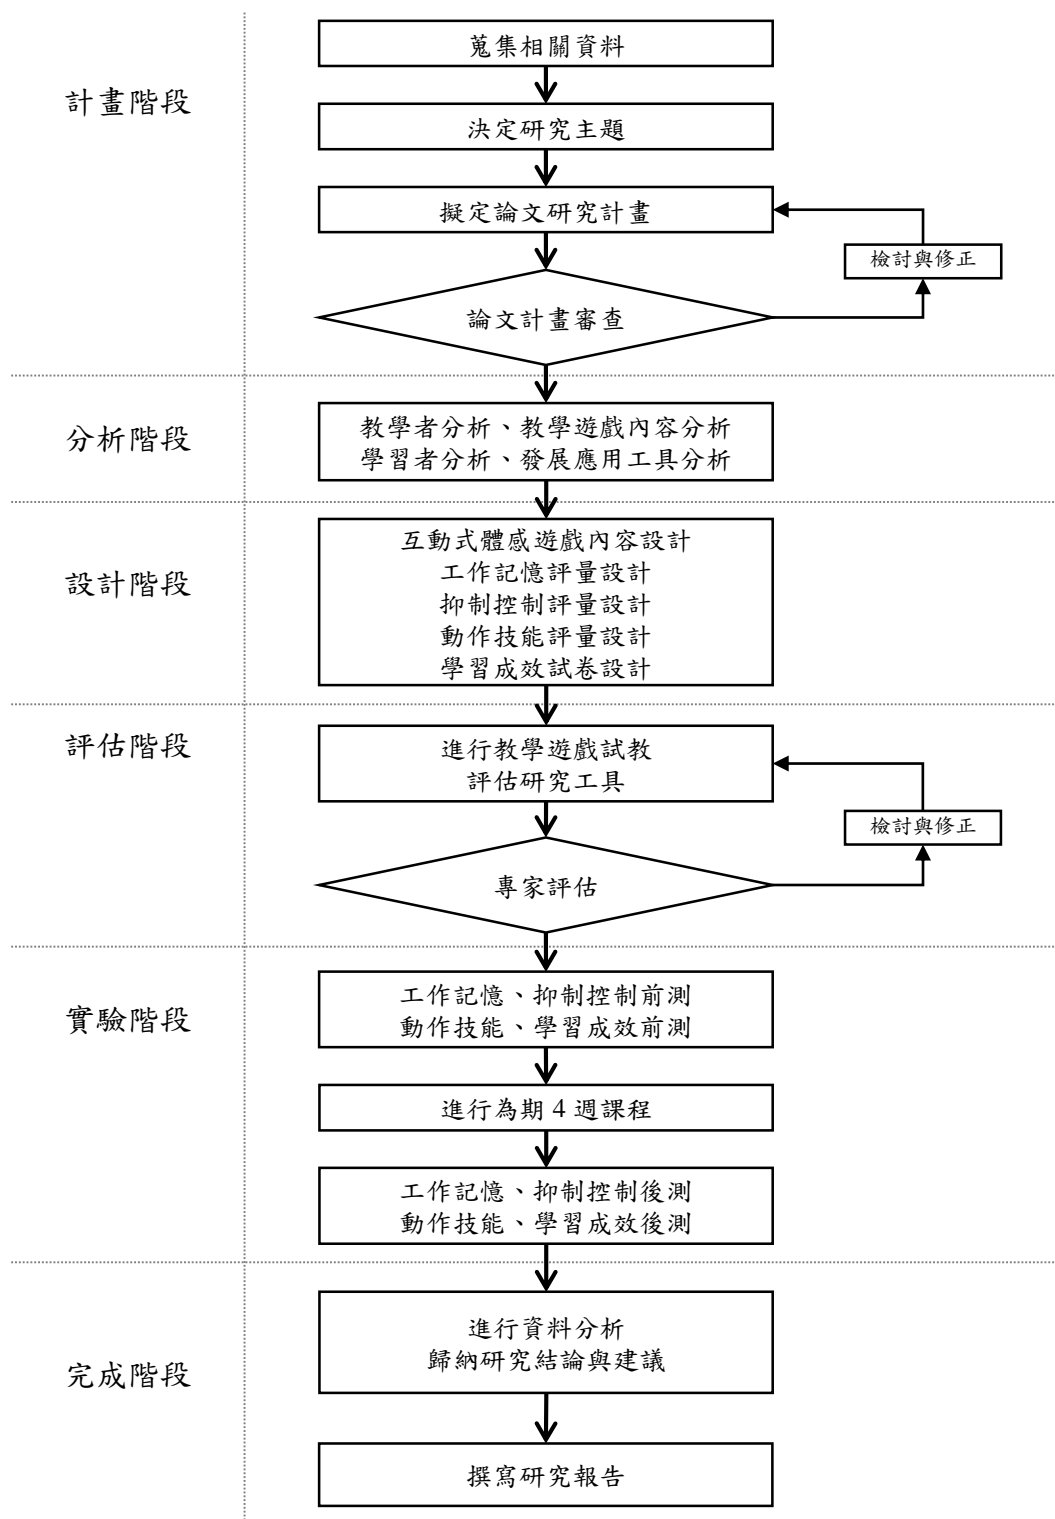 蒐集相關資料
計畫階段
決定研究主題
擬定論文研究計畫
檢討與修正
論文計畫審查
分析階段
教學者分析、教學遊戲內容分析
學習者分析、發展應用工具分析
設計階段
互動式體感遊戲內容設計
工作記憶評量設計
抑制控制評量設計
動作技能評量設計
學習成效試卷設計
評估階段
進行教學遊戲試教
評估研究工具
檢討與修正
專家評估
實驗階段
工作記憶、抑制控制前測
動作技能、學習成效前測
進行為期 4 週課程
工作記憶、抑制控制後測
動作技能、學習成效後測
完成階段
進行資料分析
歸納研究結論與建議
撰寫研究報告